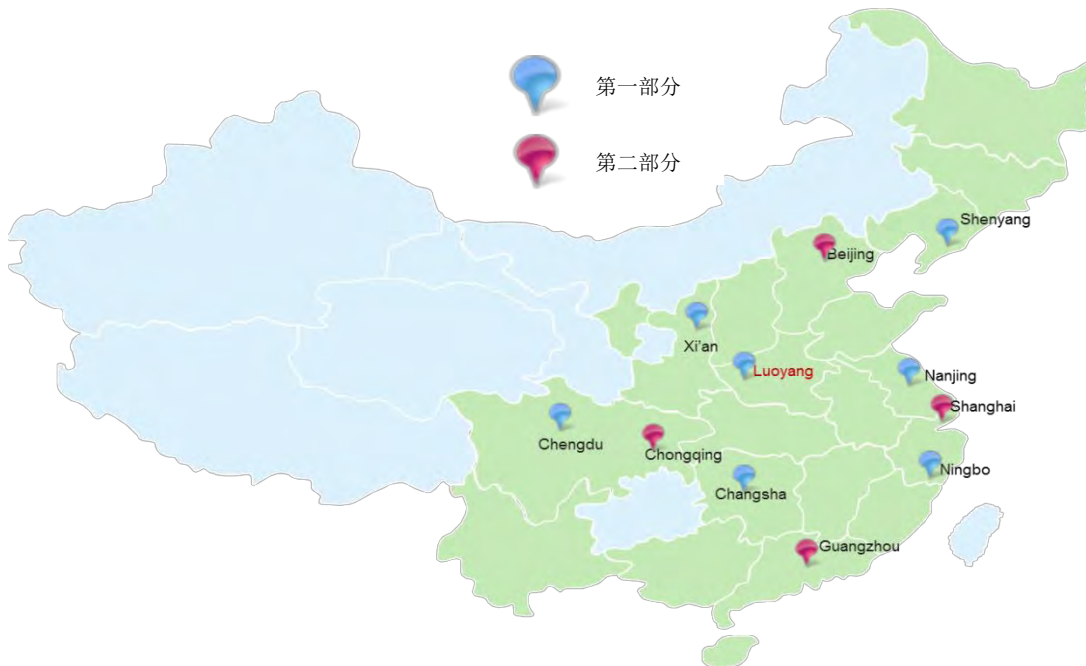 第一部分
第二部分
Shenyang
Beijing
Xi'an
Luoyang
Nanjing
Shanghai
Chengdu
Chongqing
Ningbo
Changsha
Guangzhou